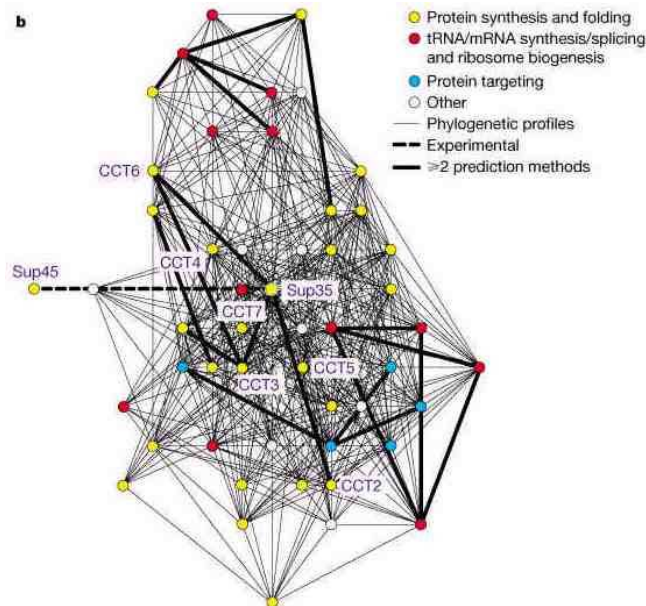 b
Protein synthesis and folding
tRNA/mRNA synthesis/splicing
and ribosome biogenesis
Protein targeting
Other
Phylogenetic profiles
Experimental
≥2 prediction methods
CCT6
CCT4
Sup45
Sup35
CCT7
CCT5
CCT3
CCT2